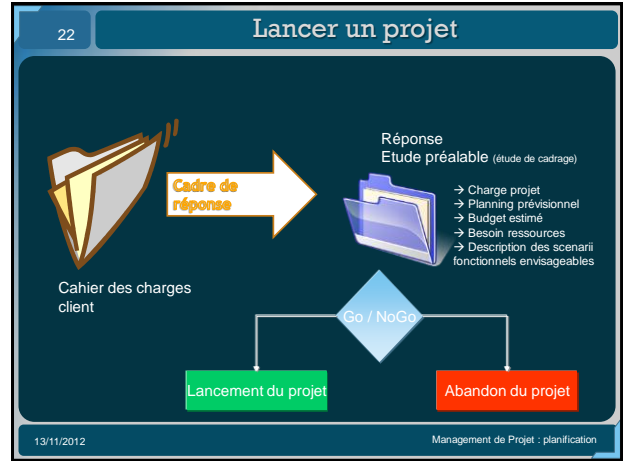 22
Lancer un projet
Cadre de
réponse
Réponse
Etude préalable (étude de cadrage)
→ Charge projet
→ Planning prévisionnel
→ Budget estimé
→ Besoin ressources
→ Description des scenarii
fonctionnels envisageables
Cahier des charges
client
Go / NoGo
Lancement du projet
Abandon du projet
13/11/2012
Management de Projet : planification